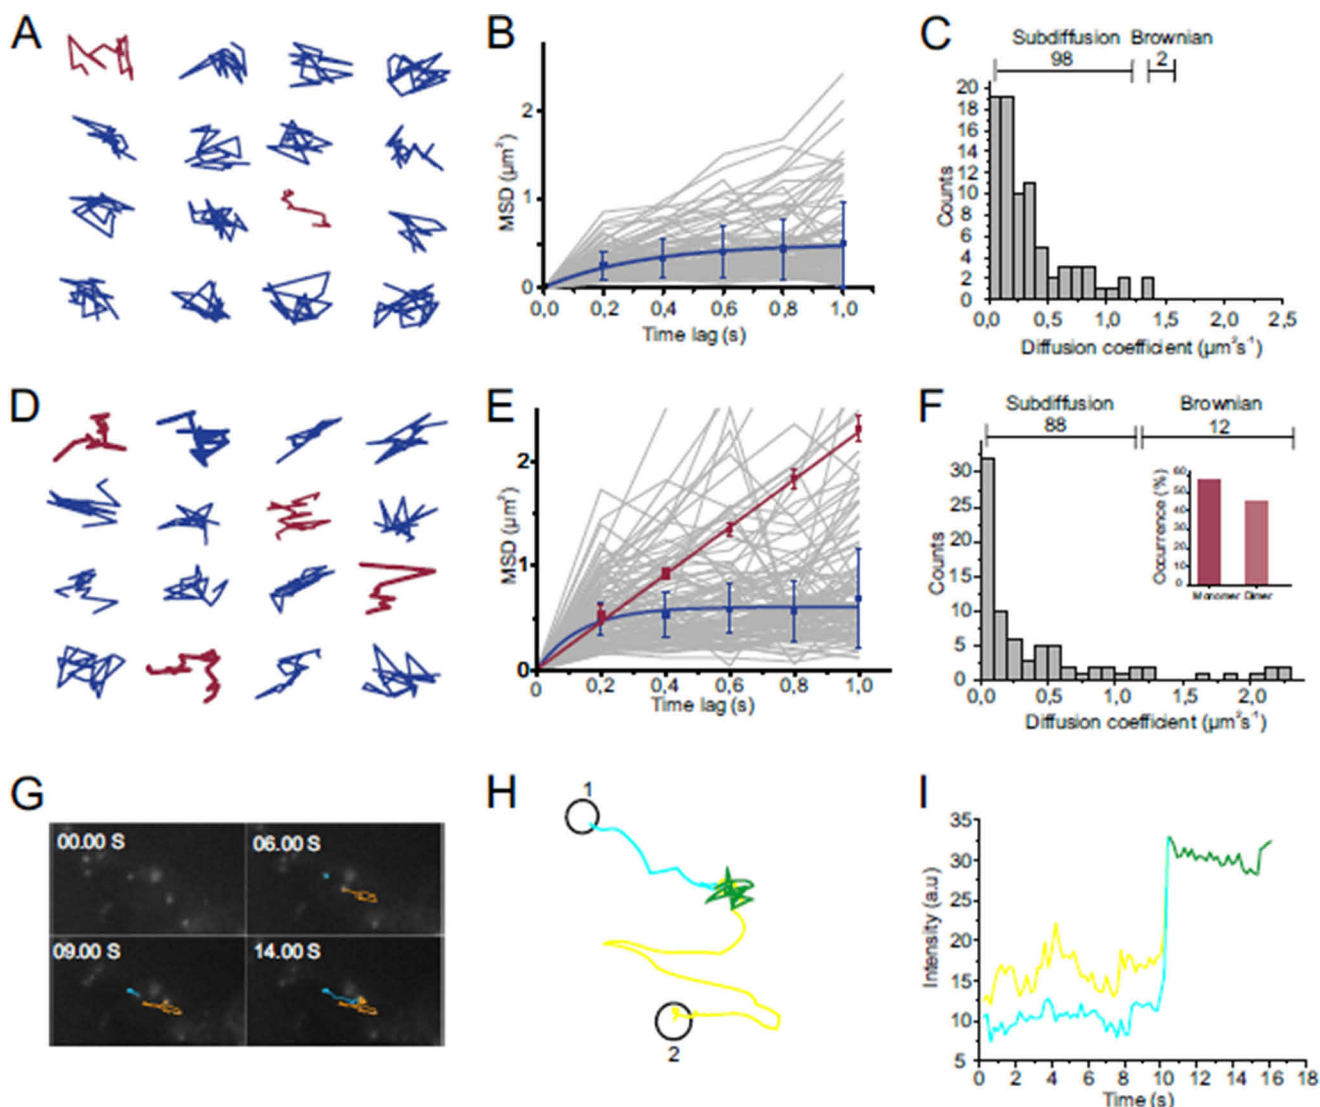 A
B
MSD (µm²)
2
1
0
0,0 0,2 0,4 0,6 0,8 1,0
Time lag (s)
C
Subdiffusion Brownian
98 2
Counts
20
18
16
14
12
10
8
6
4
2
0
0,0 0,5 1,0 1,5 2,0 2,5
Diffusion coefficient (µm²s⁻¹)
D
E
MSD (µm²)
2
1
0
0 0,2 0,4 0,6 0,8 1,0
Time lag (s)
F
Subdiffusion Brownian
88 12
Counts
30
25
20
15
10
5
0
0,0 0,5 1,0 1,5 2,0
Diffusion coefficient (µm²s⁻¹)
Occurrence (%)
60
50
40
30
20
10
0
Monomer Dimer
G
00.00 S 06.00 S
09.00 S 14.00 S
H
1
2
I
Intensity (a.u)
35
30
25
20
15
10
5
0 2 4 6 8 10 12 14 16 18
Time (s)